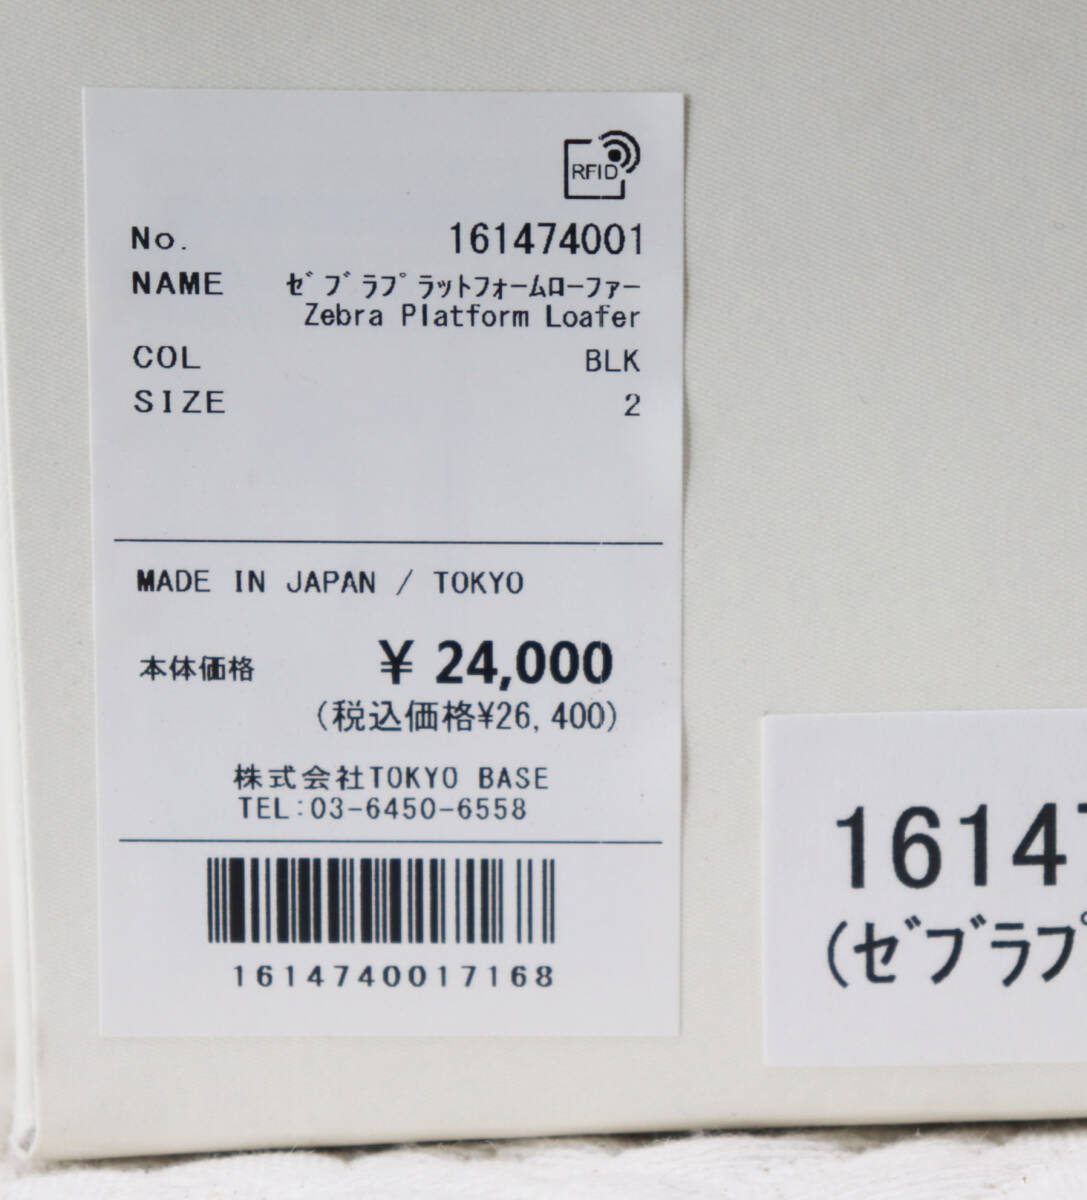 RFID
No. 161474001
NAME ｾﾞﾌﾞﾗﾌﾟﾗｯﾄﾌｫｰﾑﾛｰﾌｧｰ
Zebra Platform Loafer
COL BLK
SIZE 2
MADE IN JAPAN / TOKYO
本体価格 ¥ 24,000
(税込価格¥26,400)
株式会社TOKYO BASE
TEL:03-6450-6558
1614740017168
1614
(ｾﾞﾌﾞﾗﾌﾟ